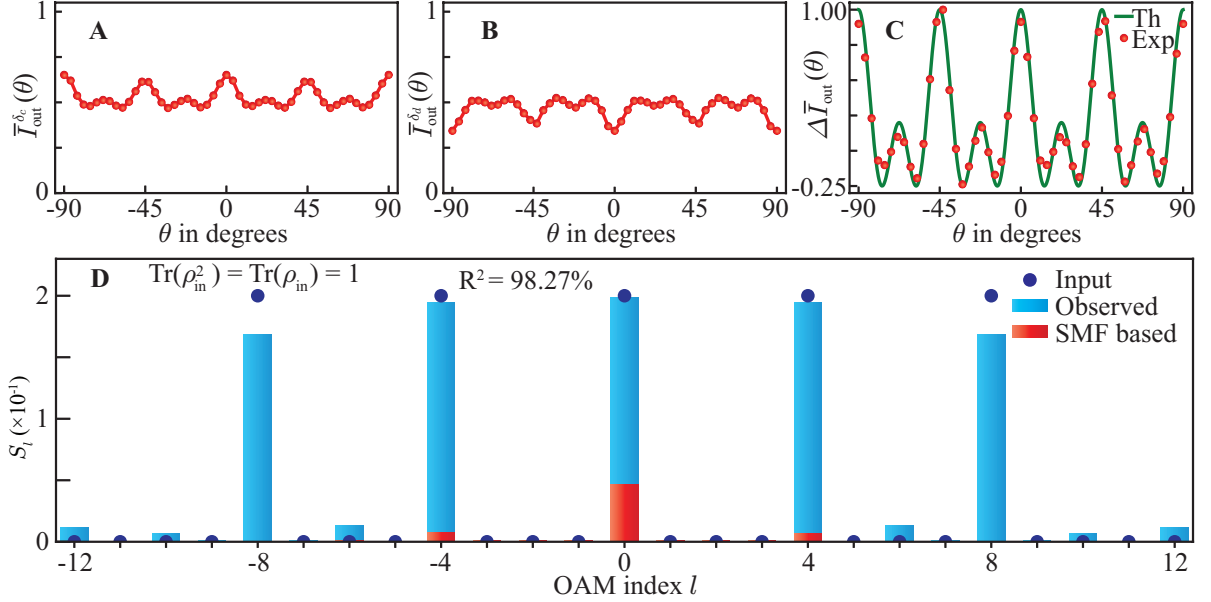 A
1
0
Ī_out^{δ_c}(θ)
-90 -45 0 45 90
θ in degrees
B
1
0
Ī_out^{δ_d}(θ)
-90 -45 0 45 90
θ in degrees
C
1.00
-0.25
ΔĪ_out(θ)
Th
Exp
-90 -45 0 45 90
θ in degrees
D
Tr(ρ_in^2) = Tr(ρ_in) = 1
R² = 98.27%
Input
Observed
SMF based
2
1
0
S_l (×10⁻¹)
-12 -8 -4 0 4 8 12
OAM index l